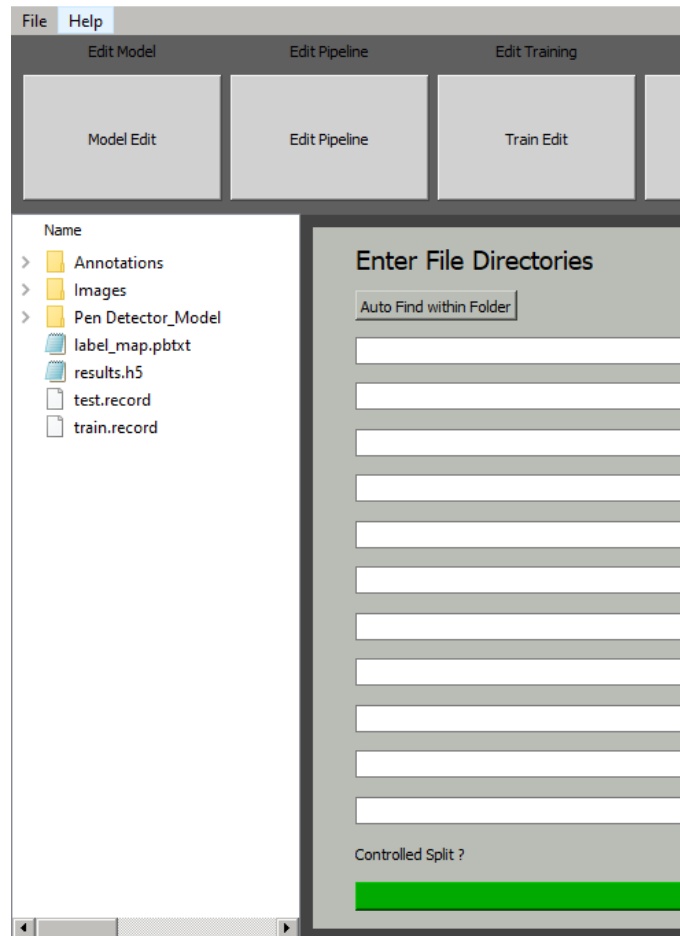 File Help
Edit Model Edit Pipeline Edit Training
Model Edit Edit Pipeline Train Edit
Name
Annotations
Images
Pen Detector_Model
label_map.pbtxt
results.h5
test.record
train.record
Enter File Directories
Auto Find within Folder
Controlled Split ?